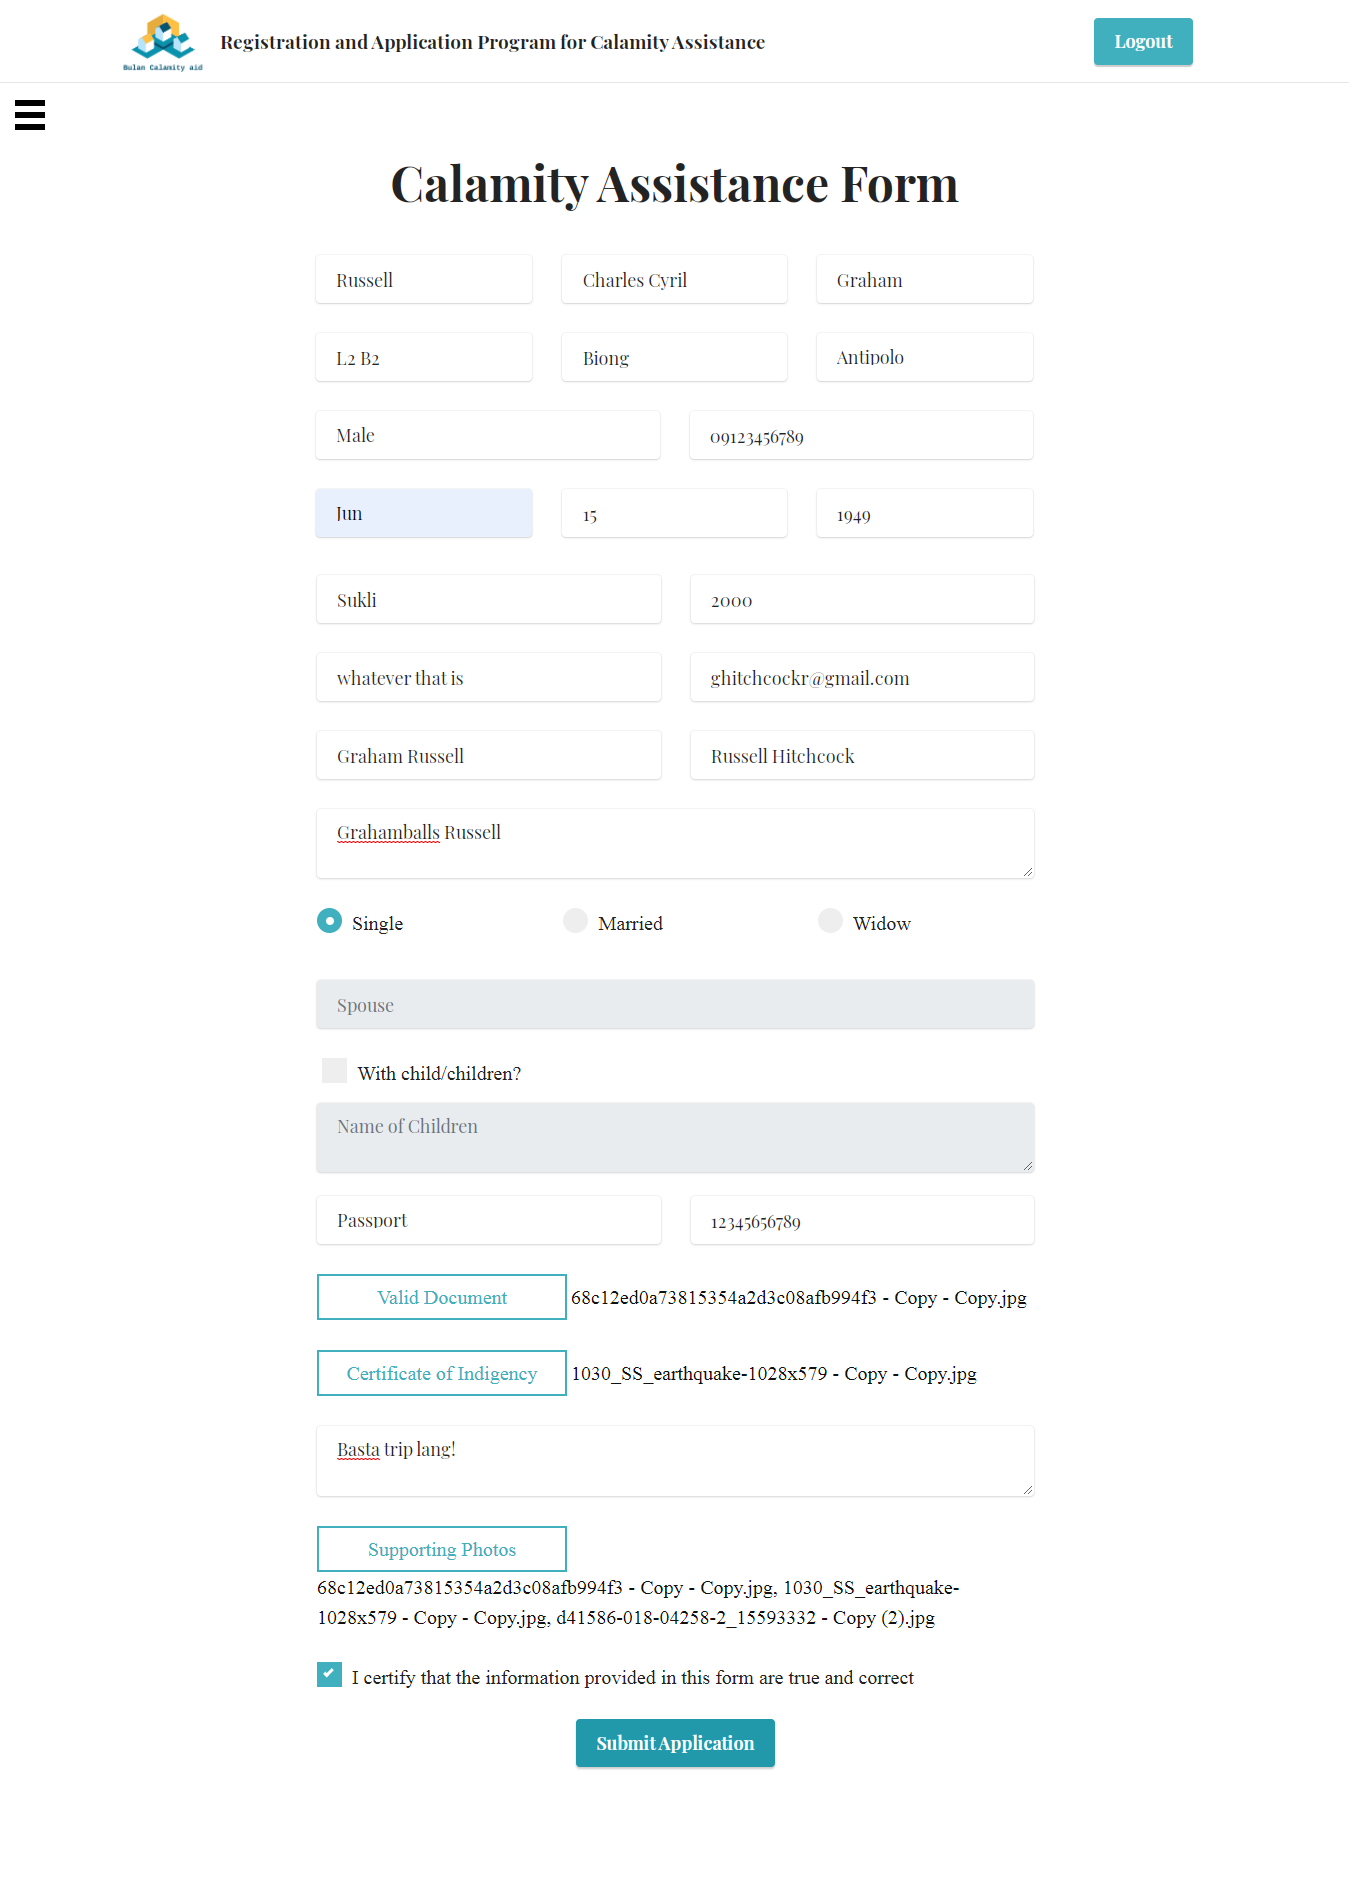 Bulan Calamity aid
Registration and Application Program for Calamity Assistance
Logout
Calamity Assistance Form
Russell Charles Cyril Graham
L2 B2 Biong Antipolo
Male 09123456789
Jun 15 1949
Sukli 2000
whatever that is ghitchcockr@gmail.com
Graham Russell Russell Hitchcock
Grahamballs Russell
Single Married Widow
Spouse
With child/children?
Name of Children
Passport 12345656789
Valid Document 68c12ed0a73815354a2d3c08afb994f3 - Copy - Copy.jpg
Certificate of Indigency 1030_SS_earthquake-1028x579 - Copy - Copy.jpg
Basta trip lang!
Supporting Photos
68c12ed0a73815354a2d3c08afb994f3 - Copy - Copy.jpg, 1030_SS_earthquake-
1028x579 - Copy - Copy.jpg, d41586-018-04258-2_15593332 - Copy (2).jpg
I certify that the information provided in this form are true and correct
Submit Application